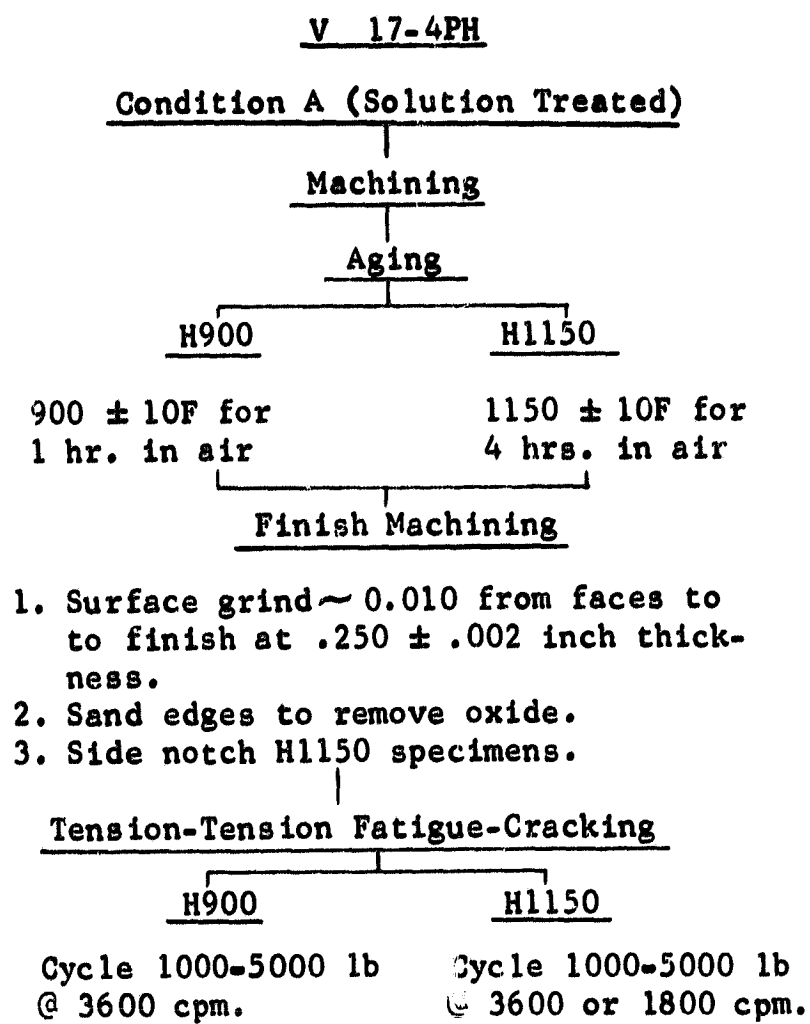 V 17-4PH
Condition A (Solution Treated)
Machining
Aging
H900
H1150
900 ± 10F for
1 hr. in air
1150 ± 10F for
4 hrs. in air
Finish Machining
1. Surface grind ~ 0.010 from faces to
to finish at .250 ± .002 inch thick-
ness.
2. Sand edges to remove oxide.
3. Side notch H1150 specimens.
Tension-Tension Fatigue-Cracking
H900
H1150
Cycle 1000-5000 lb
@ 3600 cpm.
Cycle 1000-5000 lb
@ 3600 or 1800 cpm.